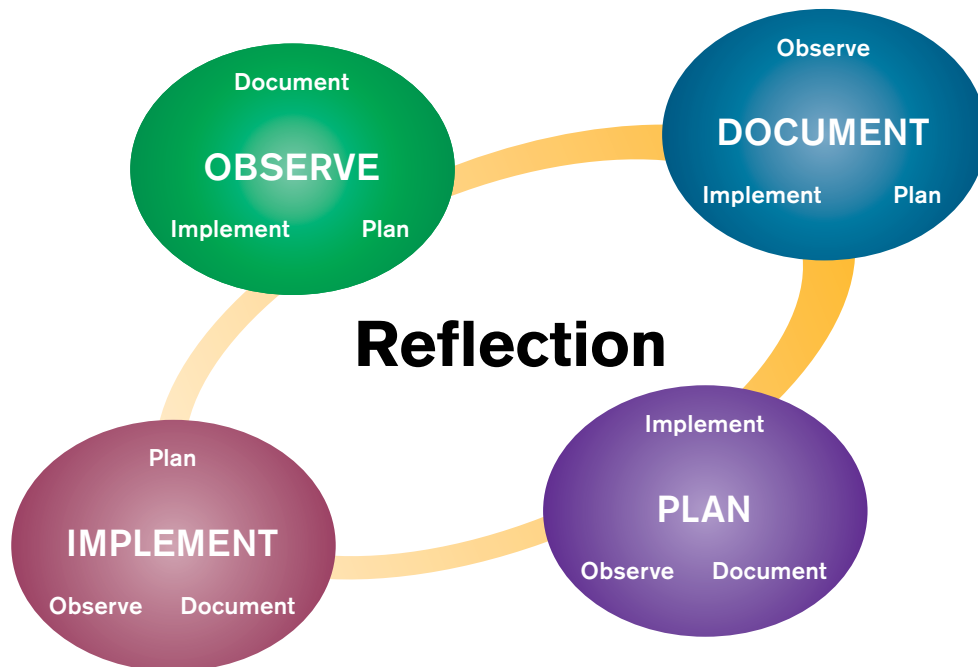 Document
OBSERVE
Implement Plan
Observe
DOCUMENT
Implement Plan
Reflection
Plan
IMPLEMENT
Observe Document
Implement
PLAN
Observe Document